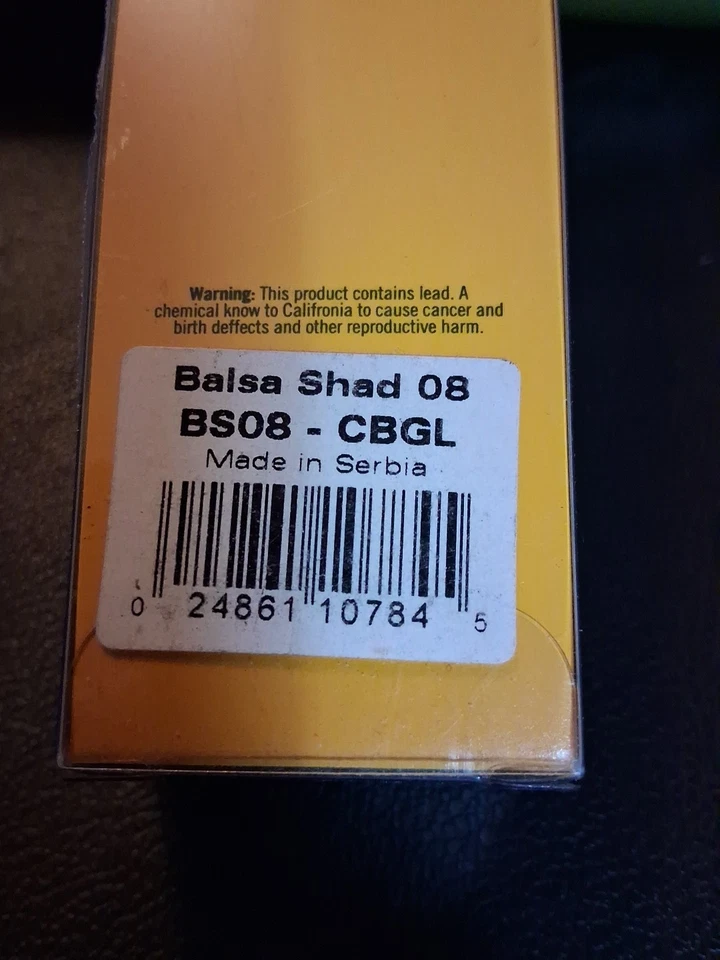 Warning: This product contains lead. A
chemical know to Califronia to cause cancer and
birth deffects and other reproductive harm.
Balsa Shad 08
BS08 - CBGL
Made in Serbia
0 24861 10784 5